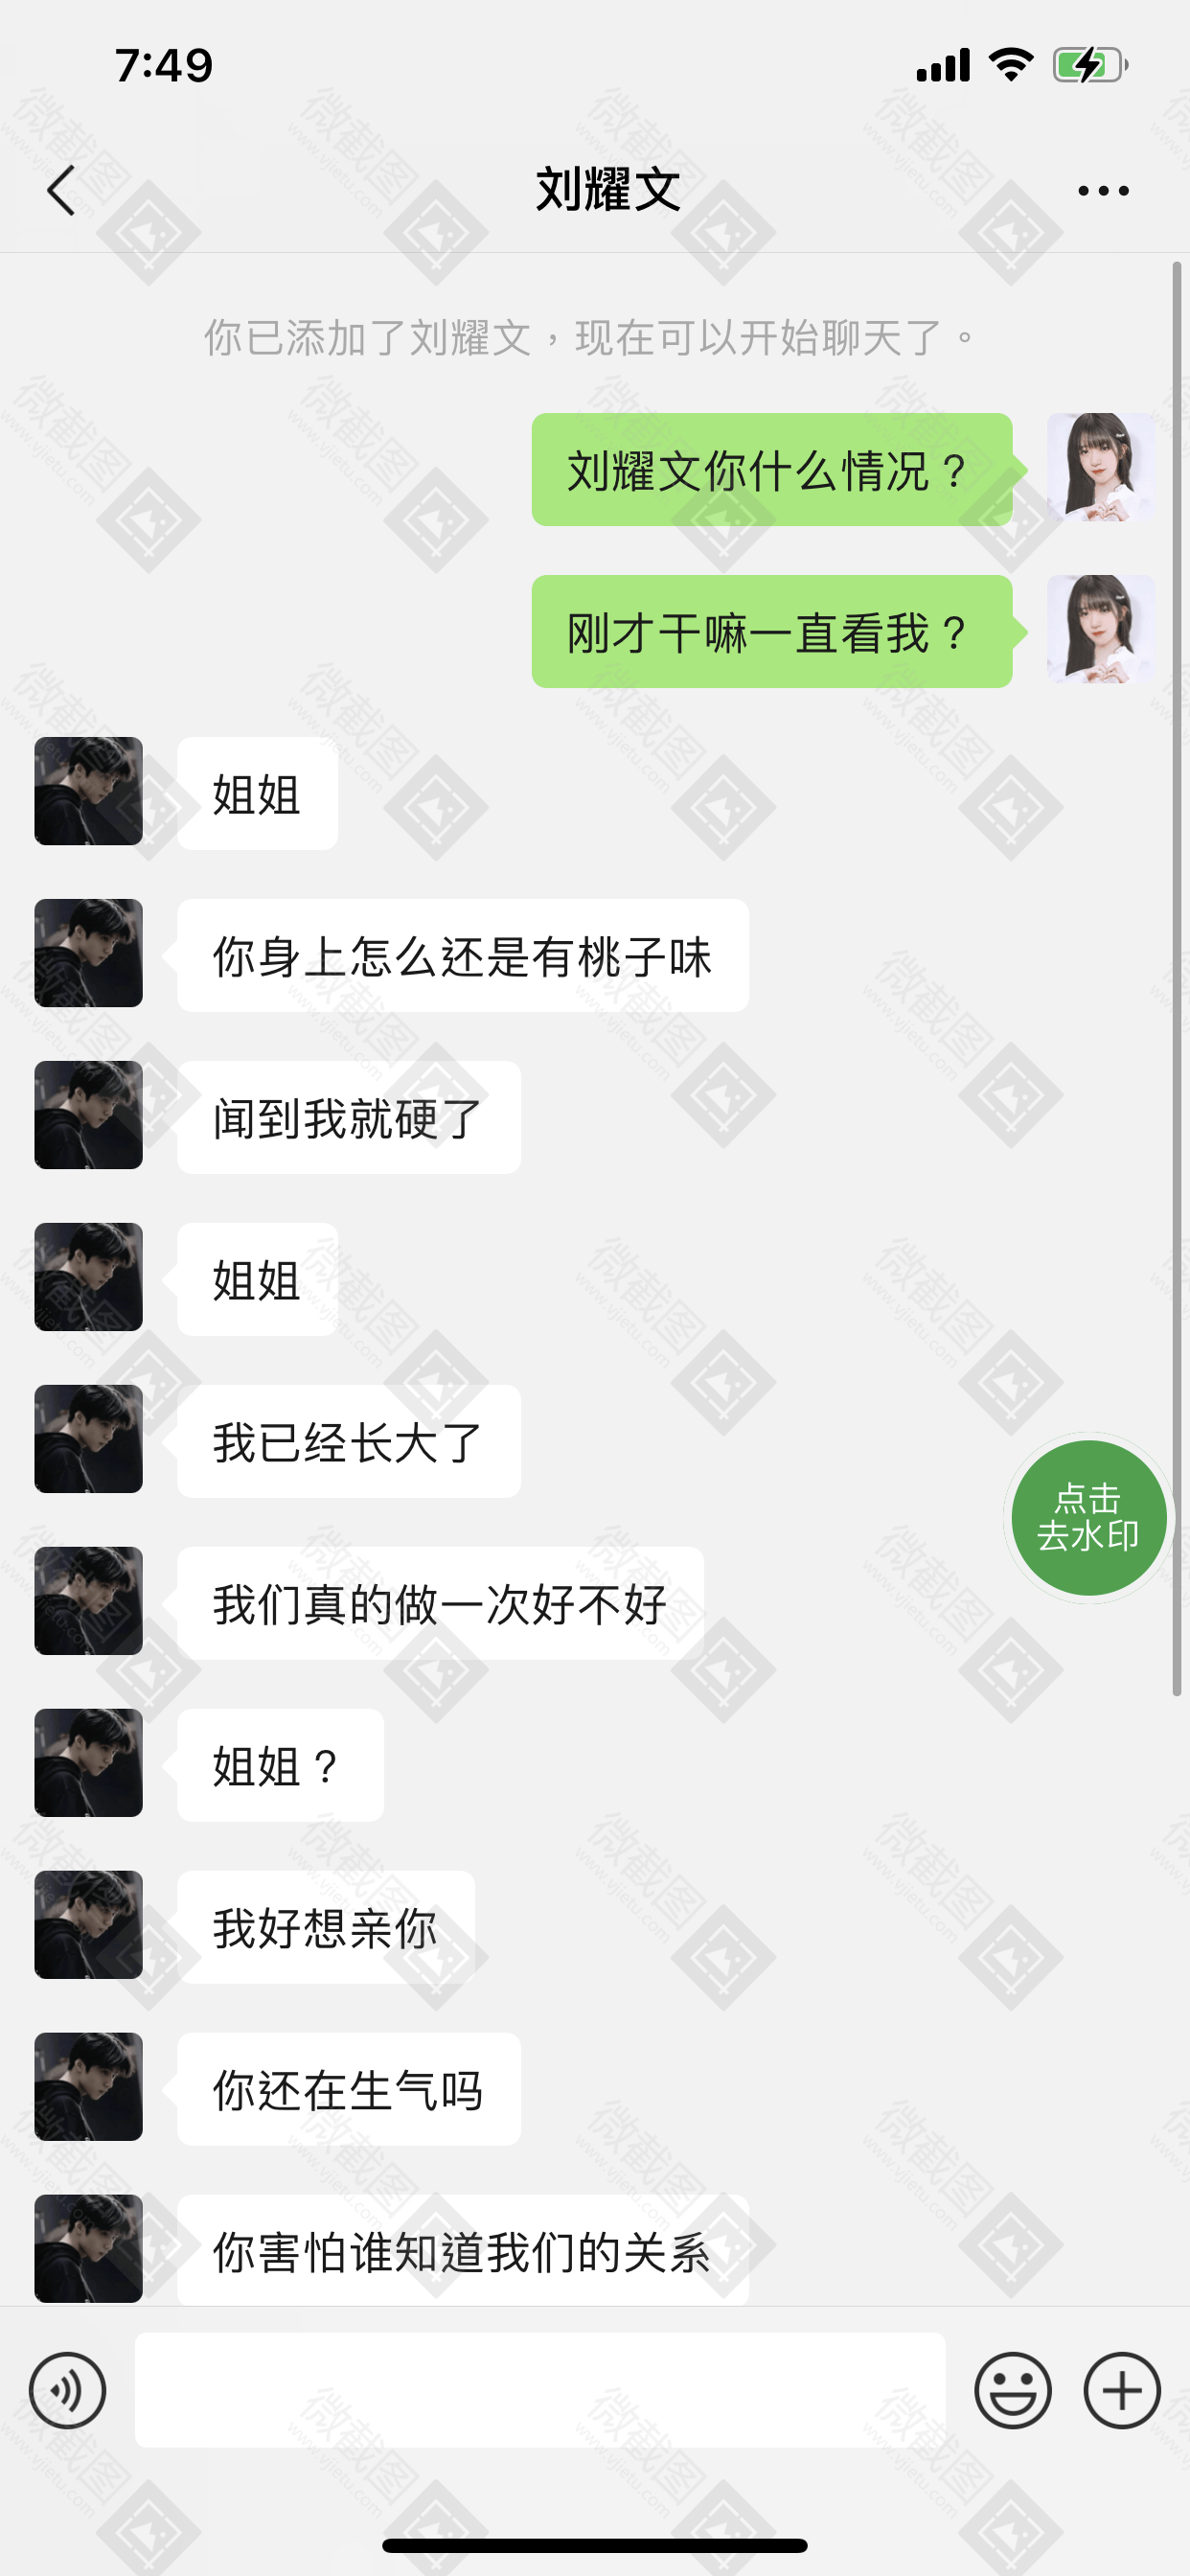 7:49
刘耀文
你已添加了刘耀文，现在可以开始聊天了。
刘耀文你什么情况？
刚才干嘛一直看我？
姐姐
你身上怎么还是有桃子味
闻到我就硬了
姐姐
我已经长大了
点击
去水印
我们真的做一次好不好
姐姐？
我好想亲你
你还在生气吗
你害怕谁知道我们的关系
微截图
www.vjietu.com